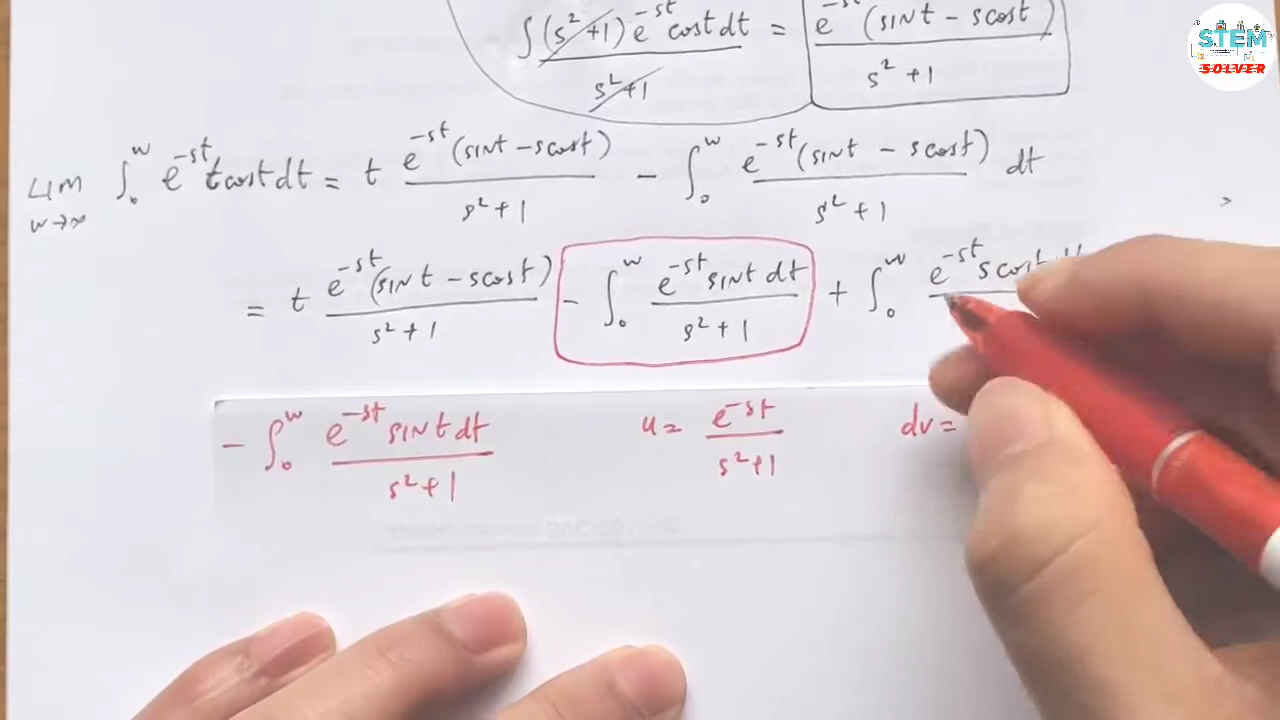 STEM
SOLVER
∫ (s²+1) e^-st cost dt / s²+1 = e^-st (sint - scost) / s²+1
Lim w→∞ ∫₀^w e^-st t cost dt = t e^-st (sint - scost) / s²+1 - ∫₀^w e^-st (sint - scost) / s²+1 dt
= t e^-st (sint - scost) / s²+1 - ∫₀^w e^-st sint dt / s²+1 + ∫₀^w e^-st scost
- ∫₀^w e^-st sint dt / s²+1 u = e^-st / s²+1 dv =